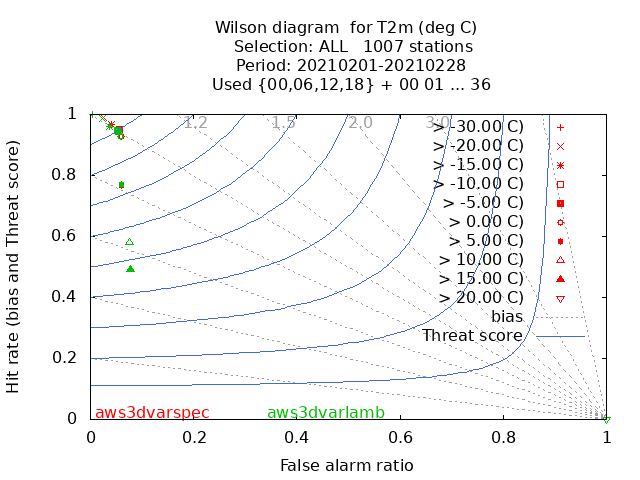 Wilson diagram  for T2m (deg C)
Selection: ALL   1007 stations
Period: 20210201-20210228
Used {00,06,12,18} + 00 01 ... 36
Hit rate (bias and Threat score)
1
0.8
0.6
0.4
0.2
0
1.2
1.5
2.0
3.0
> -30.00 C)
> -20.00 C)
> -15.00 C)
> -10.00 C)
> -5.00 C)
> 0.00 C)
> 5.00 C)
> 10.00 C)
> 15.00 C)
> 20.00 C)
bias
Threat score
aws3dvarspec
aws3dvarlamb
0
0.2
0.4
0.6
0.8
1
False alarm ratio